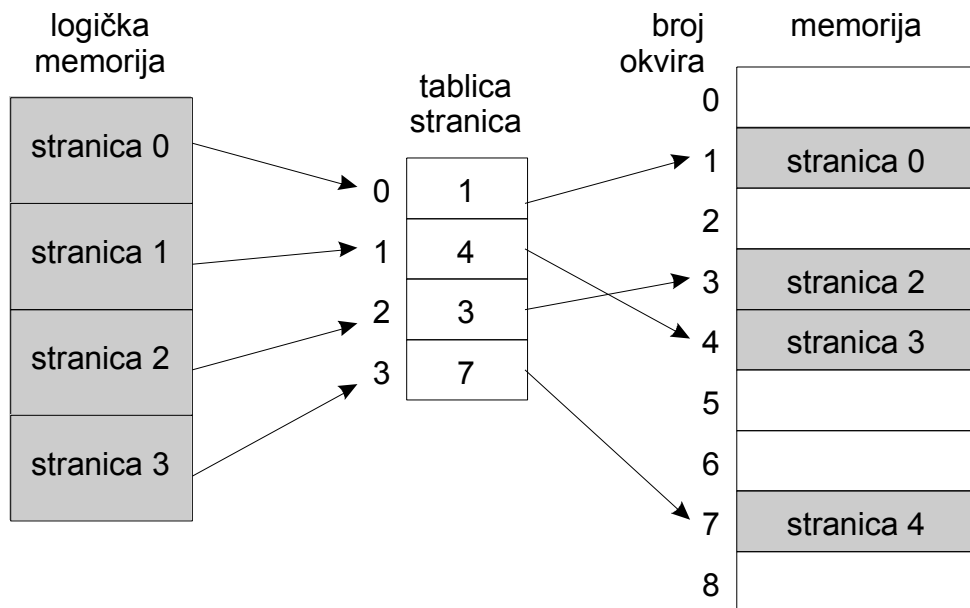 logička
memorija
stranica 0
stranica 1
stranica 2
stranica 3
tablica
stranica
0 1
1 4
2 3
3 7
broj
okvira
memorija
0
1 stranica 0
2
3 stranica 2
4 stranica 3
5
6
7 stranica 4
8